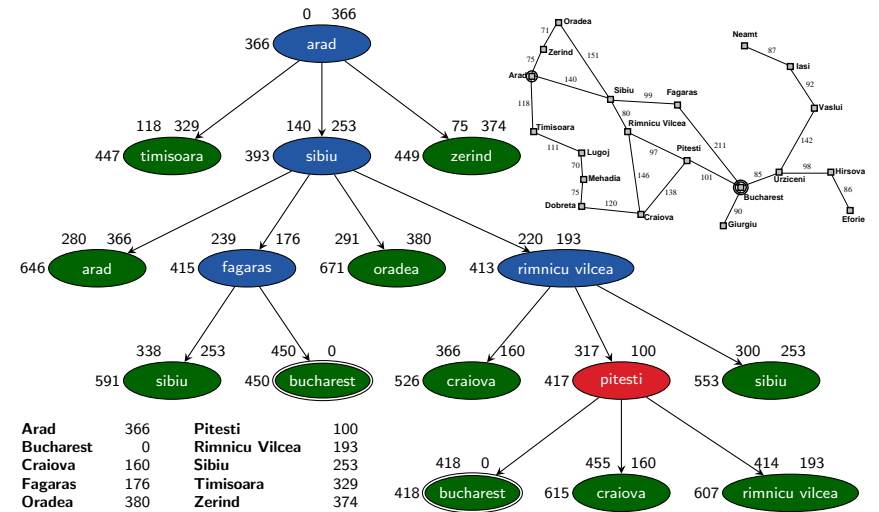 0 366
366 arad
118 329
447 timisoara
140 253
393 sibiu
75 374
449 zerind
280 366
646 arad
239 176
415 fagaras
291 380
671 oradea
220 193
413 rimnicu vilcea
338 253
591 sibiu
450 0
450 bucharest
366 160
526 craiova
317 100
417 pitesti
300 253
553 sibiu
418 0
418 bucharest
455 160
615 craiova
414 193
607 rimnicu vilcea
Arad 366 Pitesti 100
Bucharest 0 Rimnicu Vilcea 193
Craiova 160 Sibiu 253
Fagaras 176 Timisoara 329
Oradea 380 Zerind 374
Oradea
71
Zerind
75
151
Arad
140
118
Sibiu
99
Fagaras
80
Timisoara
Rimnicu Vilcea
111
Lugoj
97
Pitesti
211
70
Mehadia
146
101
75
138
Dobreta
120
Craiova
Neamt
87
Iasi
92
Vaslui
142
85
98
Hirsova
Urziceni
Bucharest
86
90
Giurgiu
Eforie